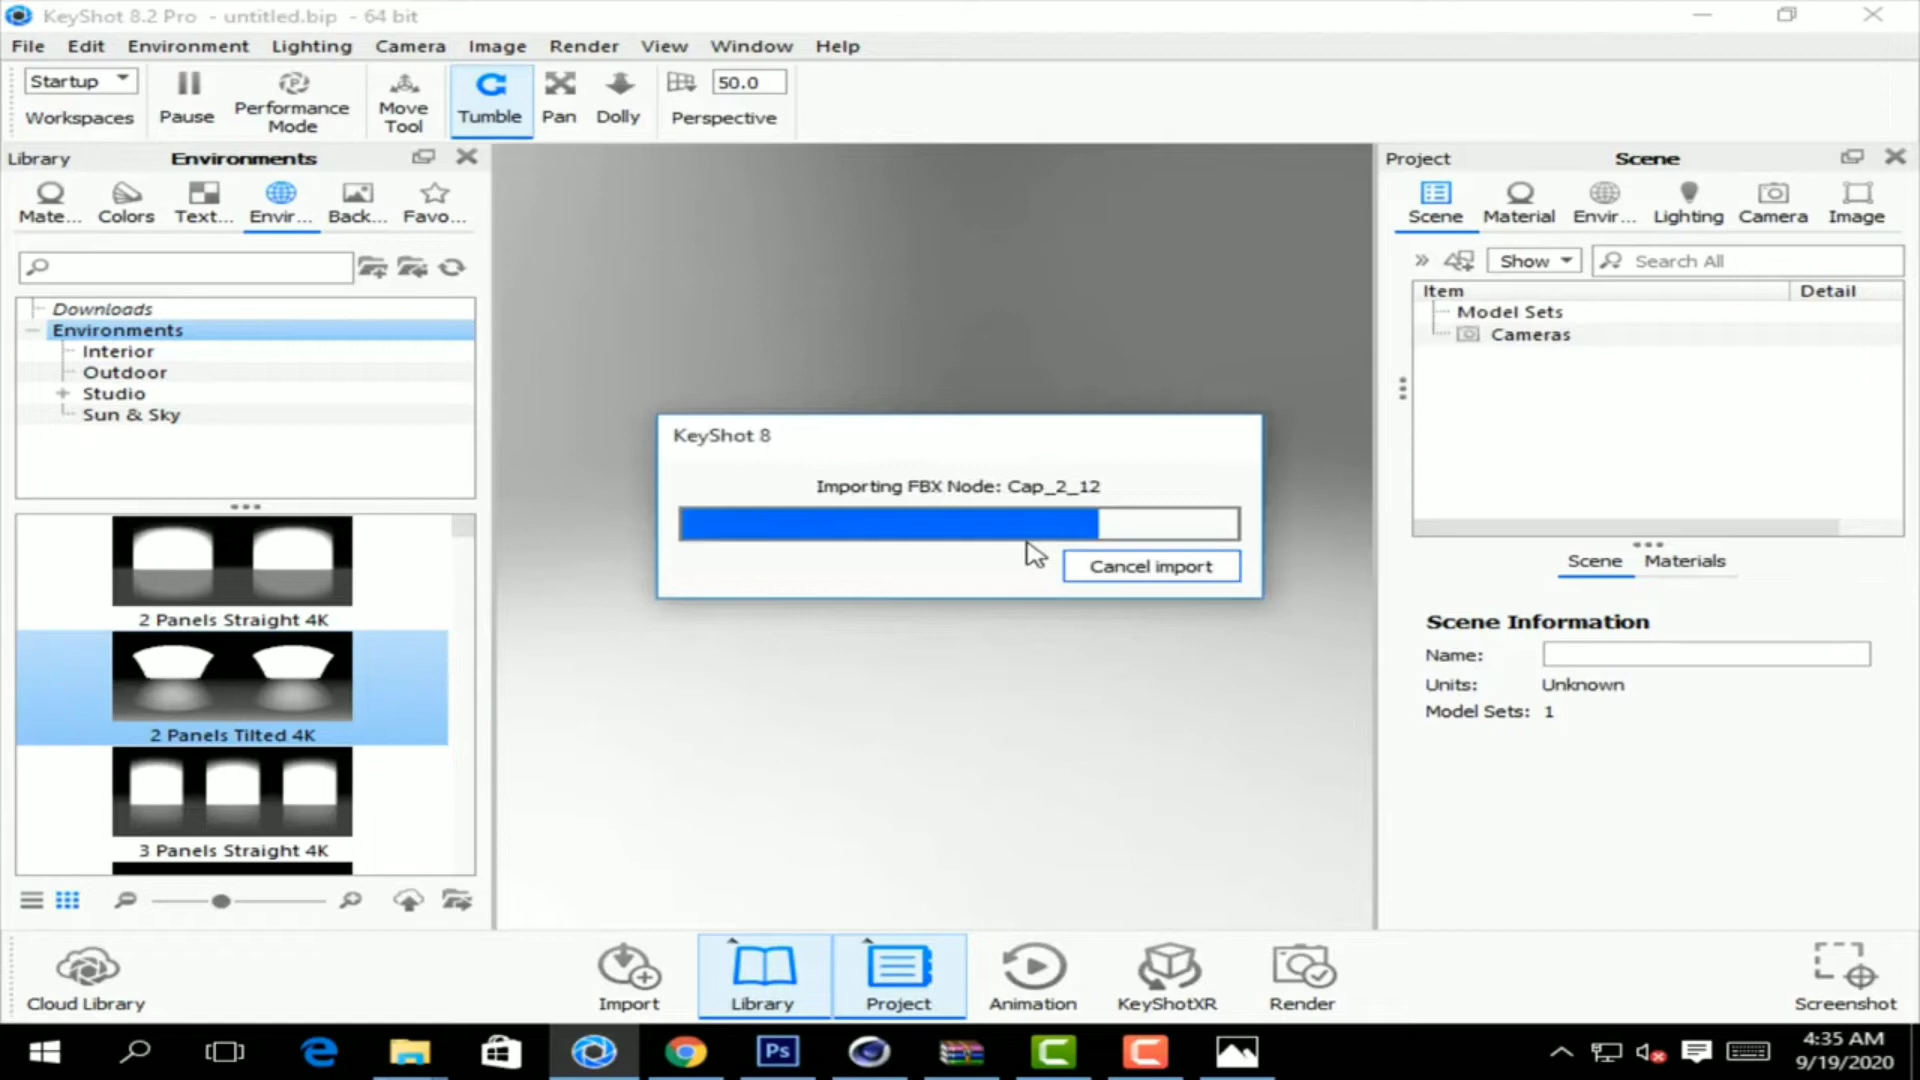 KeyShot 8.2 Pro - untitled.bip - 64 bit
File Edit Environment Lighting Camera Image Render View Window Help
Startup
Workspaces
Pause
Performance
Mode
Move
Tool
Tumble
Pan
Dolly
50.0
Perspective
Library
Environments
Mate...
Colors
Text...
Envir...
Back...
Favo...
Downloads
Environments
Interior
Outdoor
Studio
Sun & Sky
2 Panels Straight 4K
2 Panels Tilted 4K
3 Panels Straight 4K
KeyShot 8
Importing FBX Node: Cap_2_12
Cancel import
Project
Scene
Scene
Material
Envir...
Lighting
Camera
Image
Show
Search All
Item
Detail
Model Sets
Cameras
Scene
Materials
Scene Information
Name:
Units: Unknown
Model Sets: 1
Cloud Library
Import
Library
Project
Animation
KeyShotXR
Render
Screenshot
Ps
4:35 AM
9/19/2020